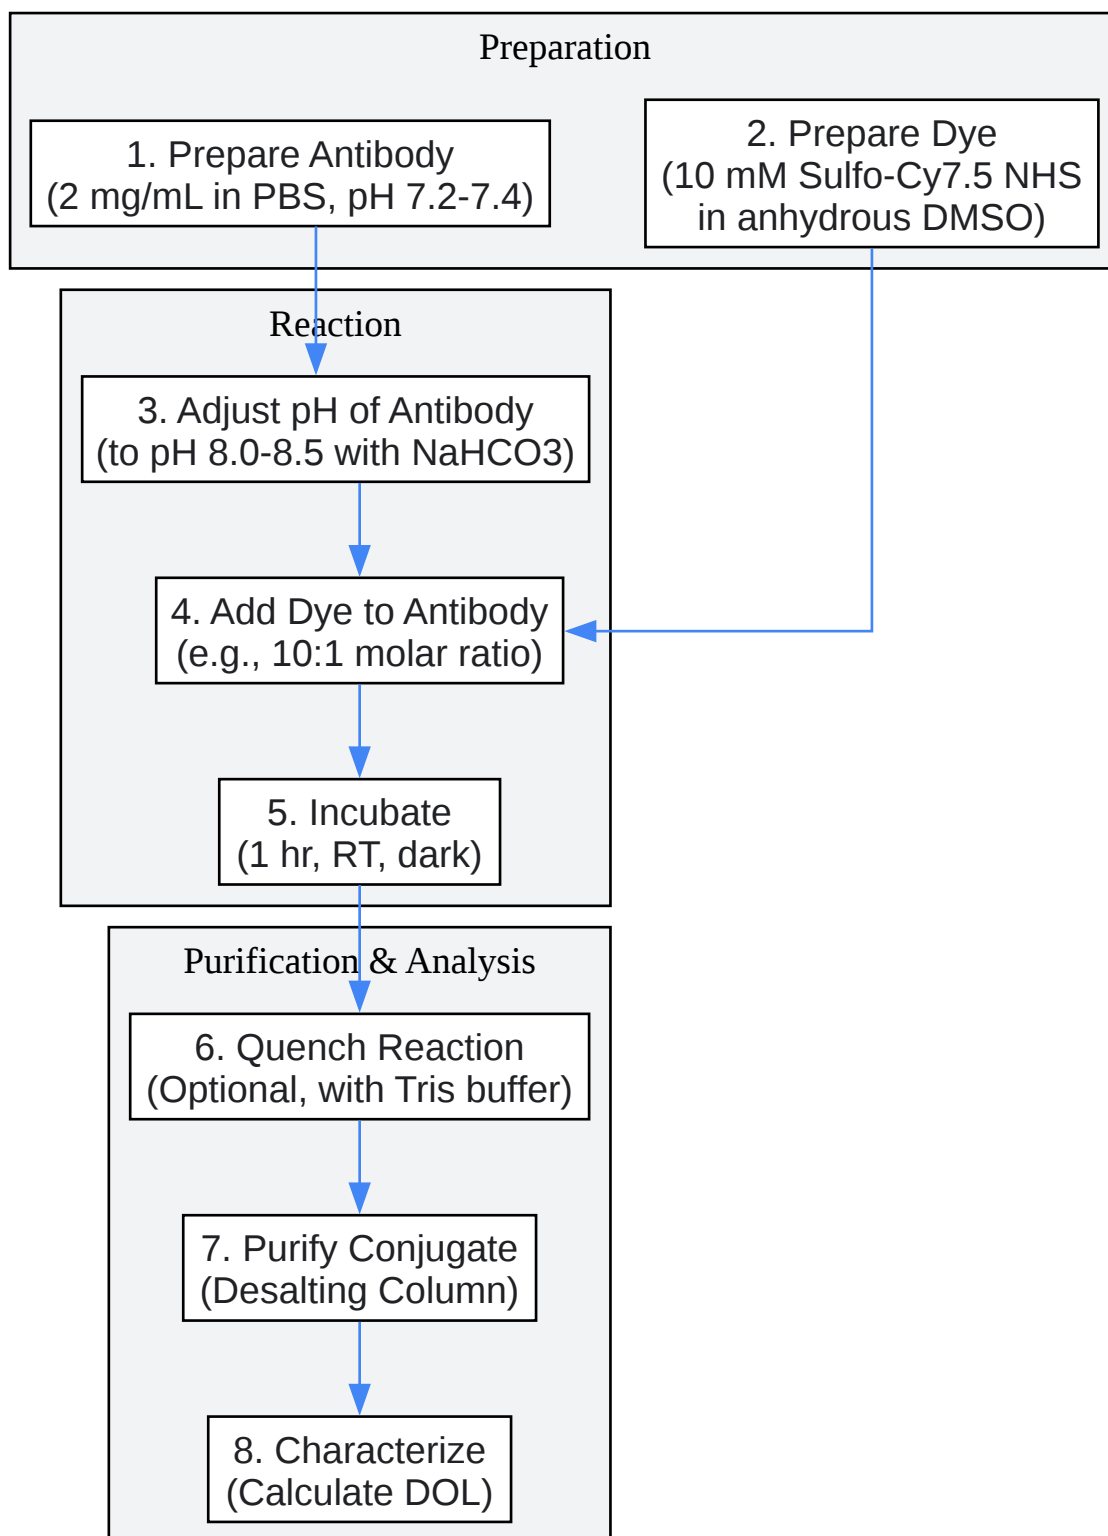 Preparation
1. Prepare Antibody
(2 mg/mL in PBS, pH 7.2-7.4)
2. Prepare Dye
(10 mM Sulfo-Cy7.5 NHS
in anhydrous DMSO)
Reaction
3. Adjust pH of Antibody
(to pH 8.0-8.5 with NaHCO3)
4. Add Dye to Antibody
(e.g., 10:1 molar ratio)
5. Incubate
(1 hr, RT, dark)
Purification & Analysis
6. Quench Reaction
(Optional, with Tris buffer)
7. Purify Conjugate
(Desalting Column)
8. Characterize
(Calculate DOL)